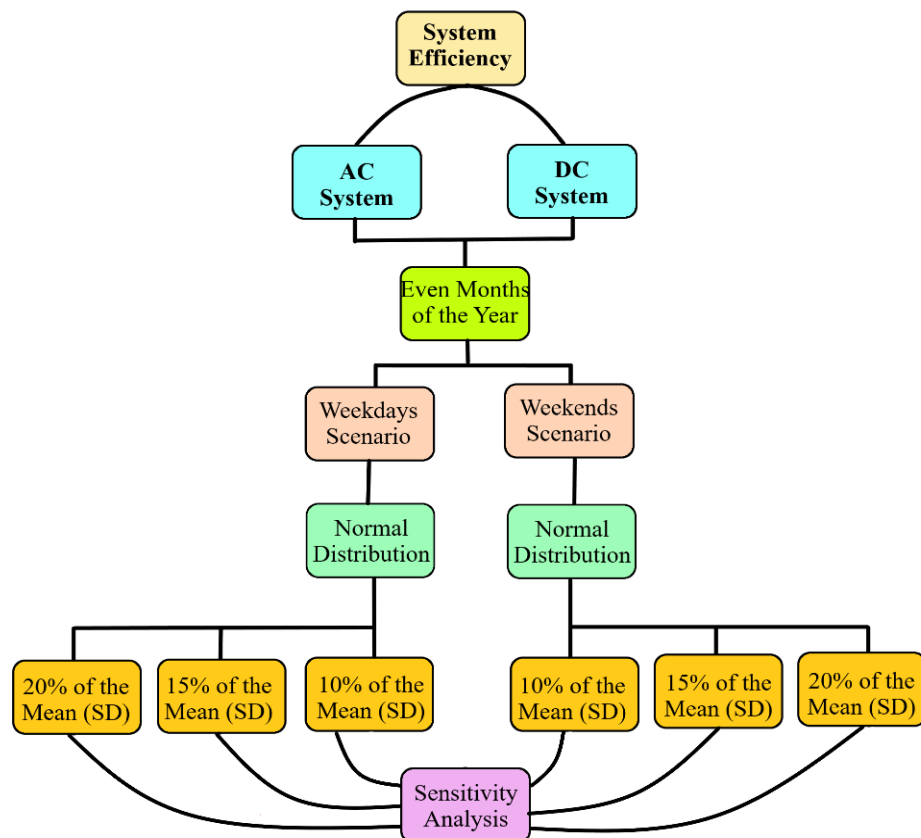 System
Efficiency
AC
System
DC
System
Even Months
of the Year
Weekdays
Scenario
Weekends
Scenario
Normal
Distribution
Normal
Distribution
20% of the
Mean (SD)
15% of the
Mean (SD)
10% of the
Mean (SD)
10% of the
Mean (SD)
15% of the
Mean (SD)
20% of the
Mean (SD)
Sensitivity
Analysis